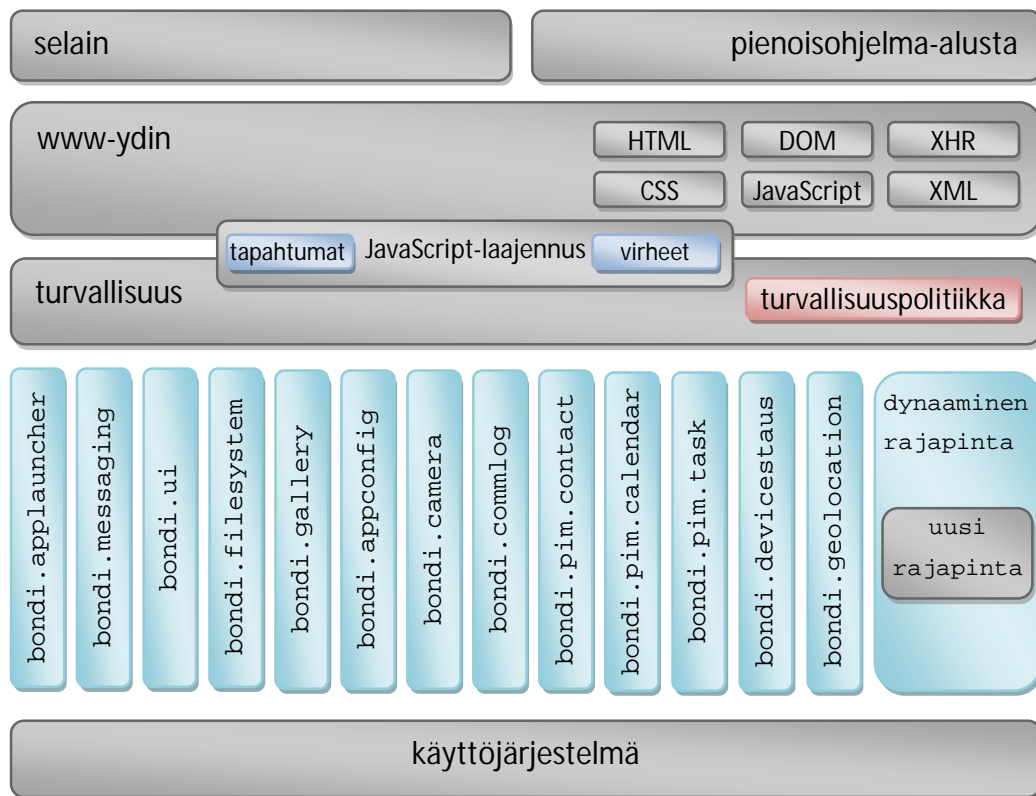 selain
pienoisohjelma-alusta
www-ydin
HTML
DOM
XHR
CSS
JavaScript
XML
tapahtumat
JavaScript-laajennus
virheet
turvallisuus
turvallisuuspolitiikka
bondi.applauncher
bondi.messaging
bondi.ui
bondi.filesystem
bondi.gallery
bondi.appconfig
bondi.camera
bondi.commlog
bondi.pim.contact
bondi.pim.calendar
bondi.pim.task
bondi.devicestaus
bondi.geolocation
dynaaminen
rajapinta
uusi
rajapinta
käyttöjärjestelmä